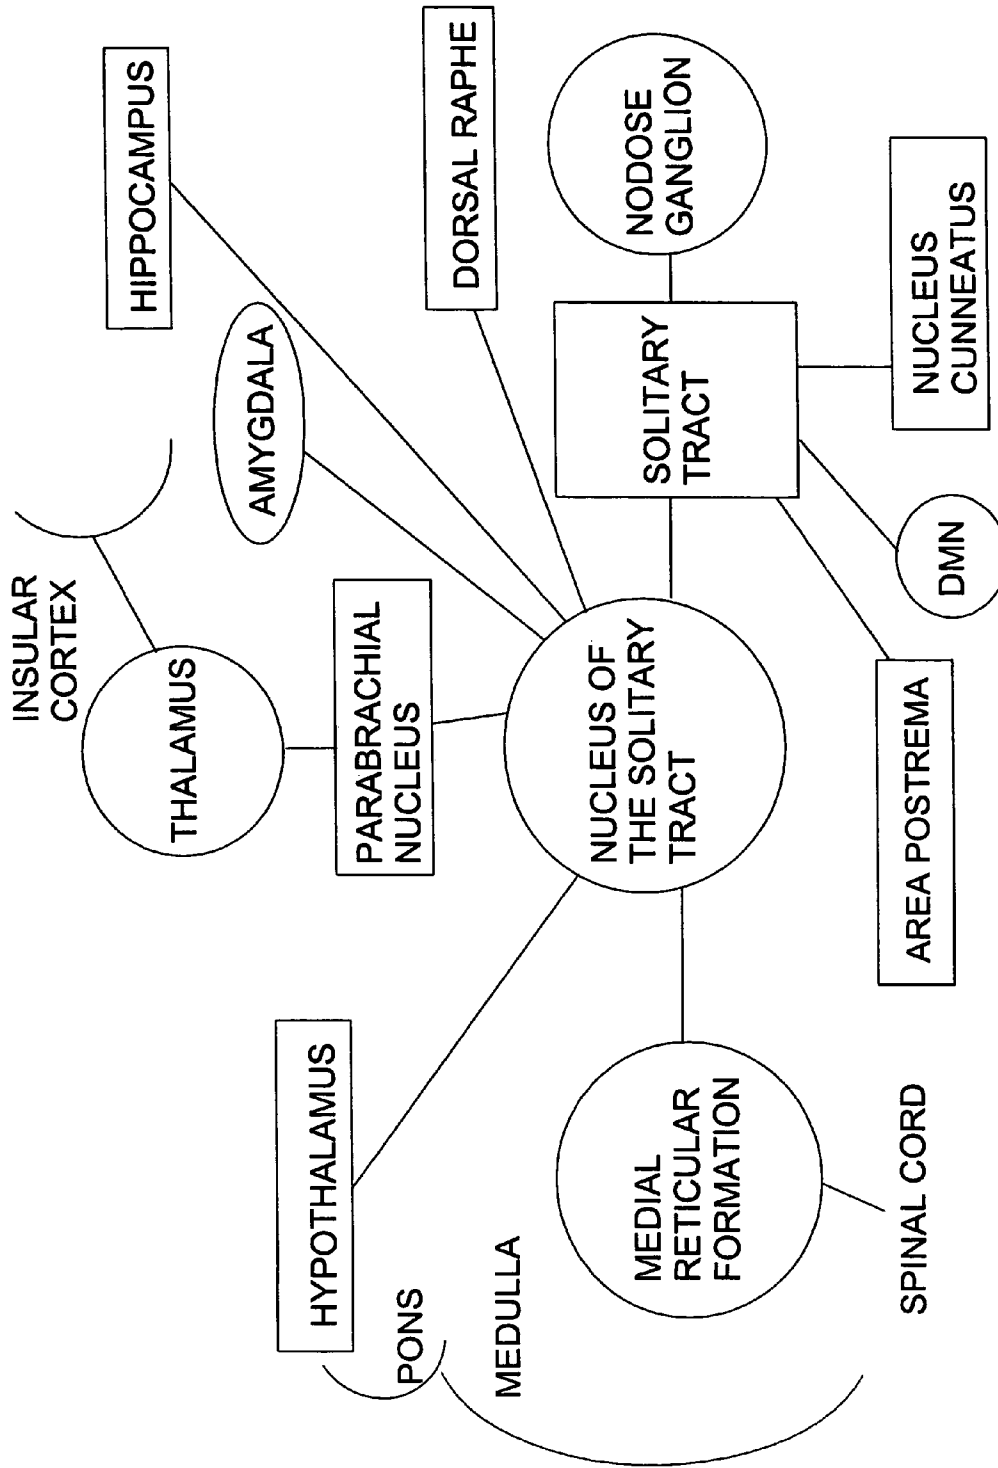 INSULAR
CORTEX
HIPPOCAMPUS
THALAMUS
AMYGDALA
HYPOTHALAMUS
PARABRACHIAL
NUCLEUS
DORSAL RAPHE
PONS
MEDULLA
NUCLEUS OF
THE SOLITARY
TRACT
SOLITARY
TRACT
NODOSE
GANGLION
MEDIAL
RETICULAR
FORMATION
SPINAL CORD
AREA POSTREMA
DMN
NUCLEUS
CUNNEATUS